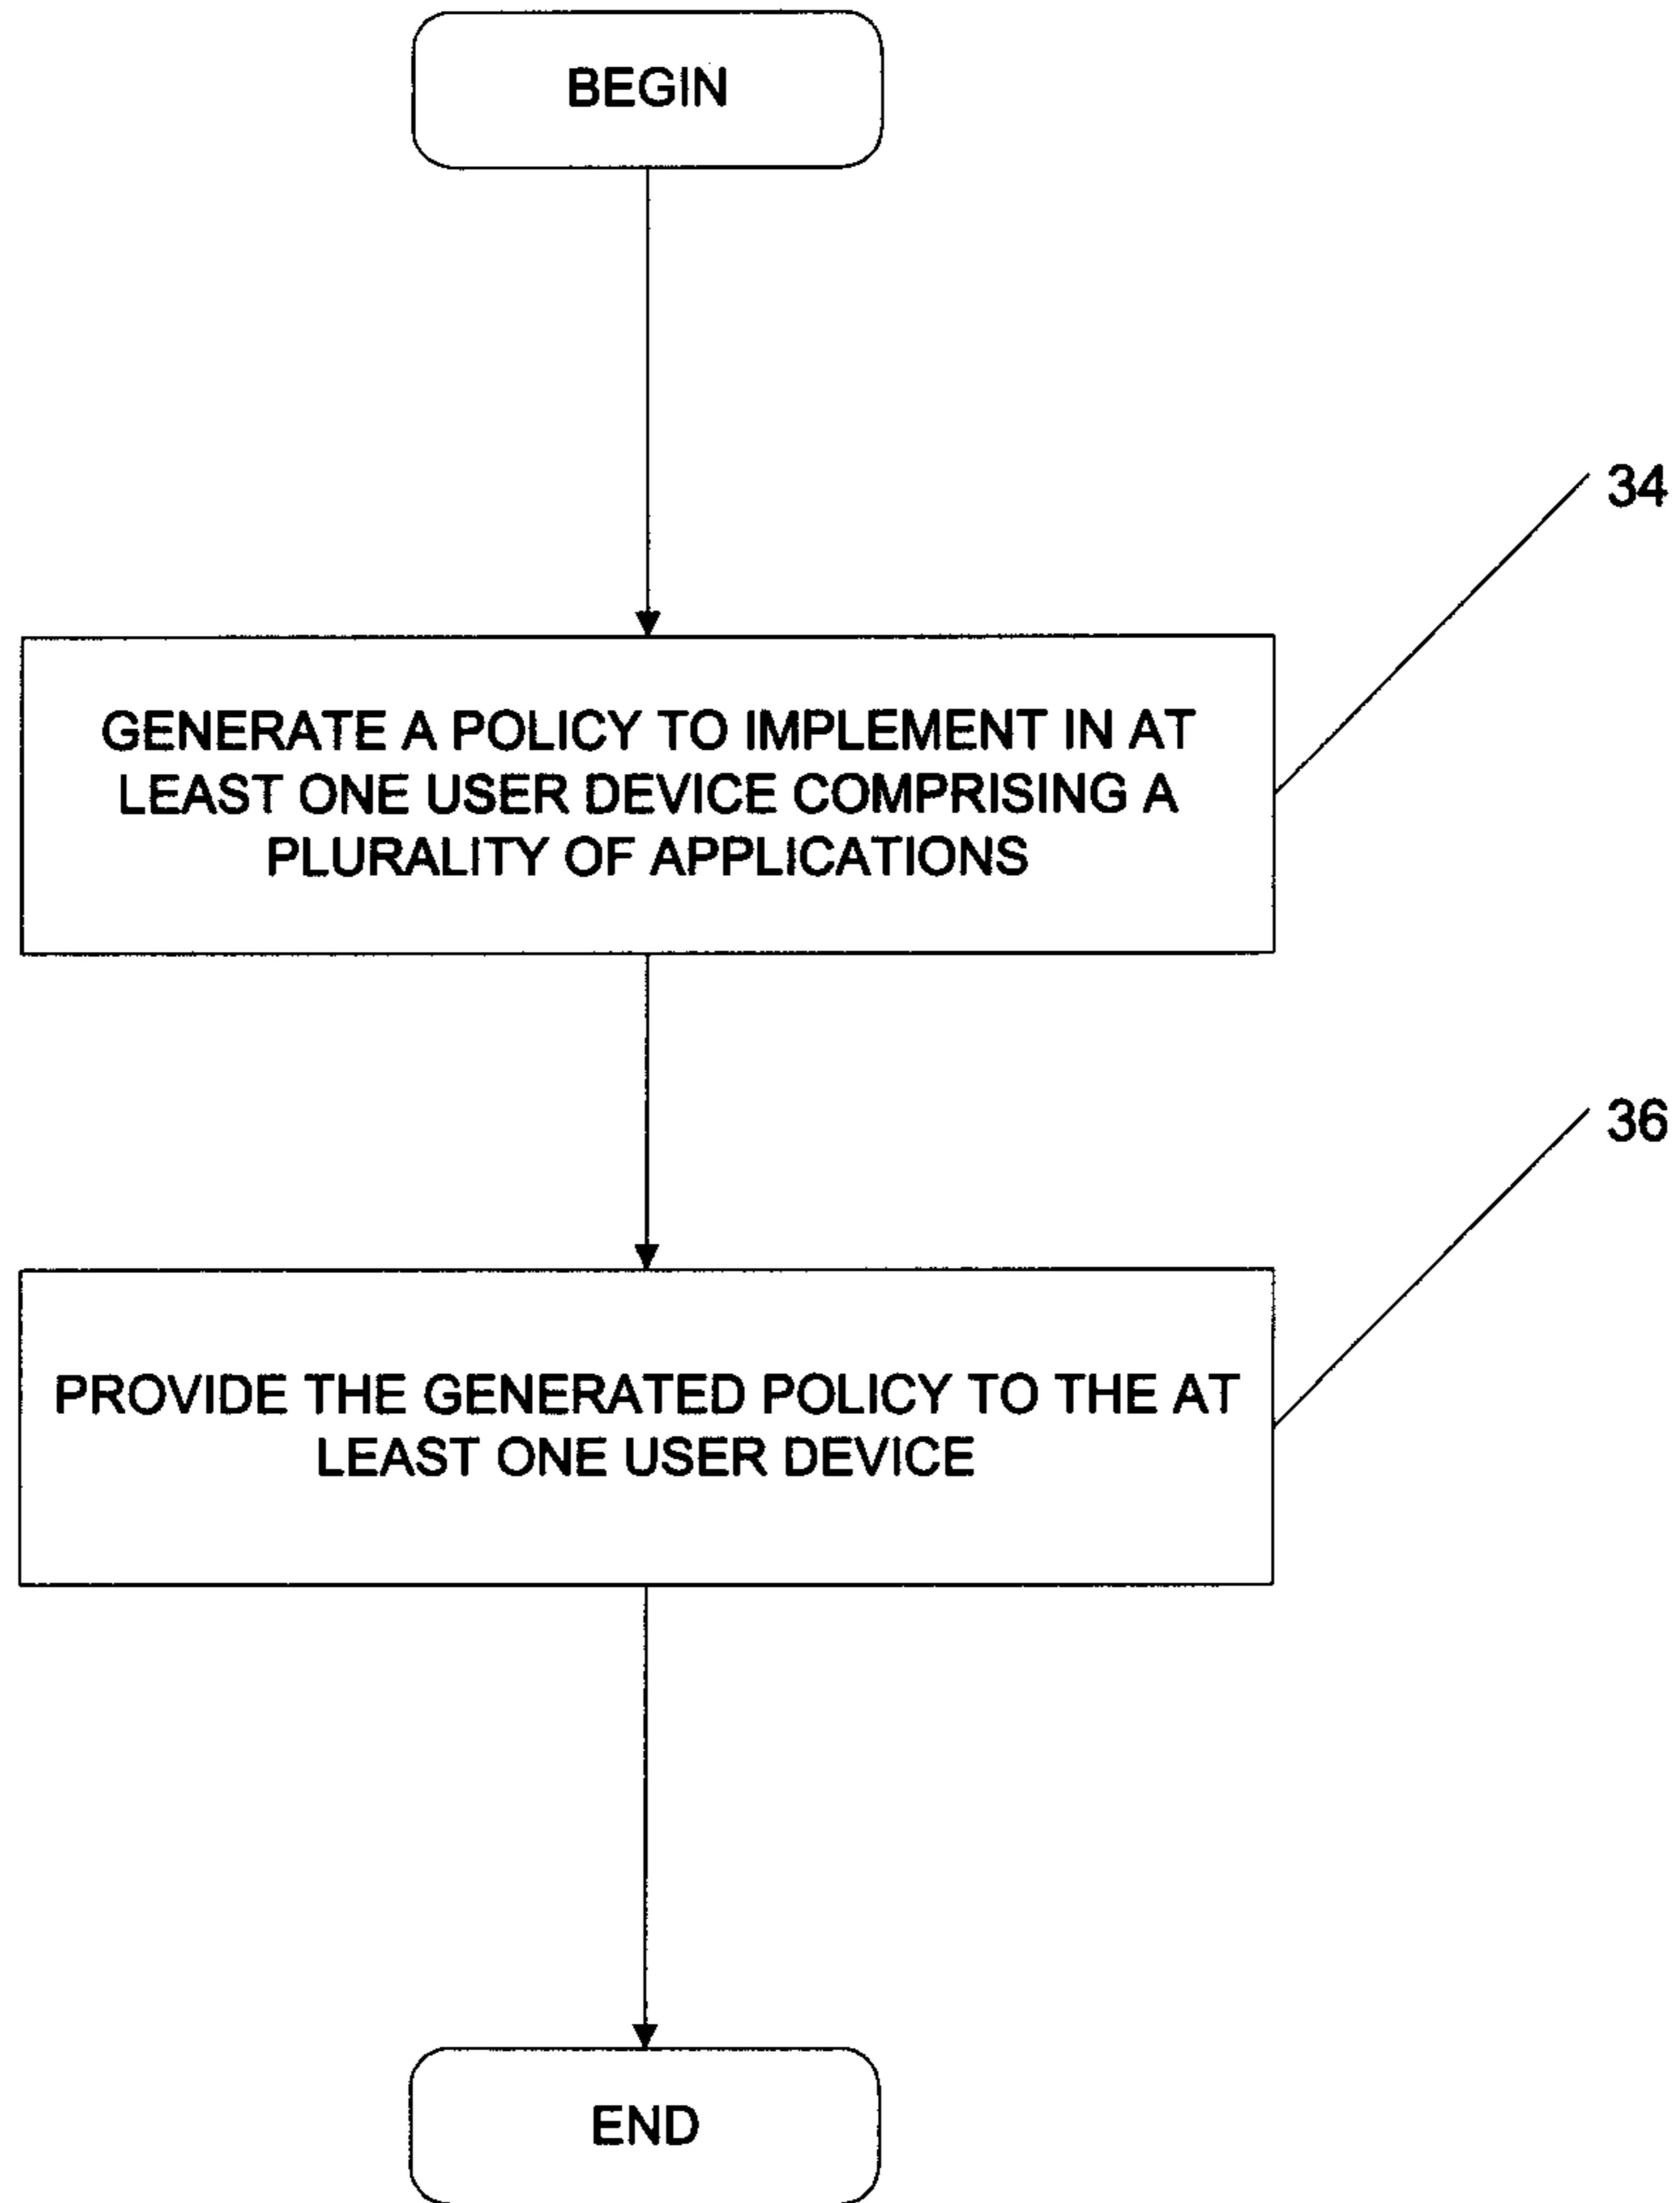 BEGIN
34
GENERATE A POLICY TO IMPLEMENT IN AT
LEAST ONE USER DEVICE COMPRISING A
PLURALITY OF APPLICATIONS
36
PROVIDE THE GENERATED POLICY TO THE AT
LEAST ONE USER DEVICE
END